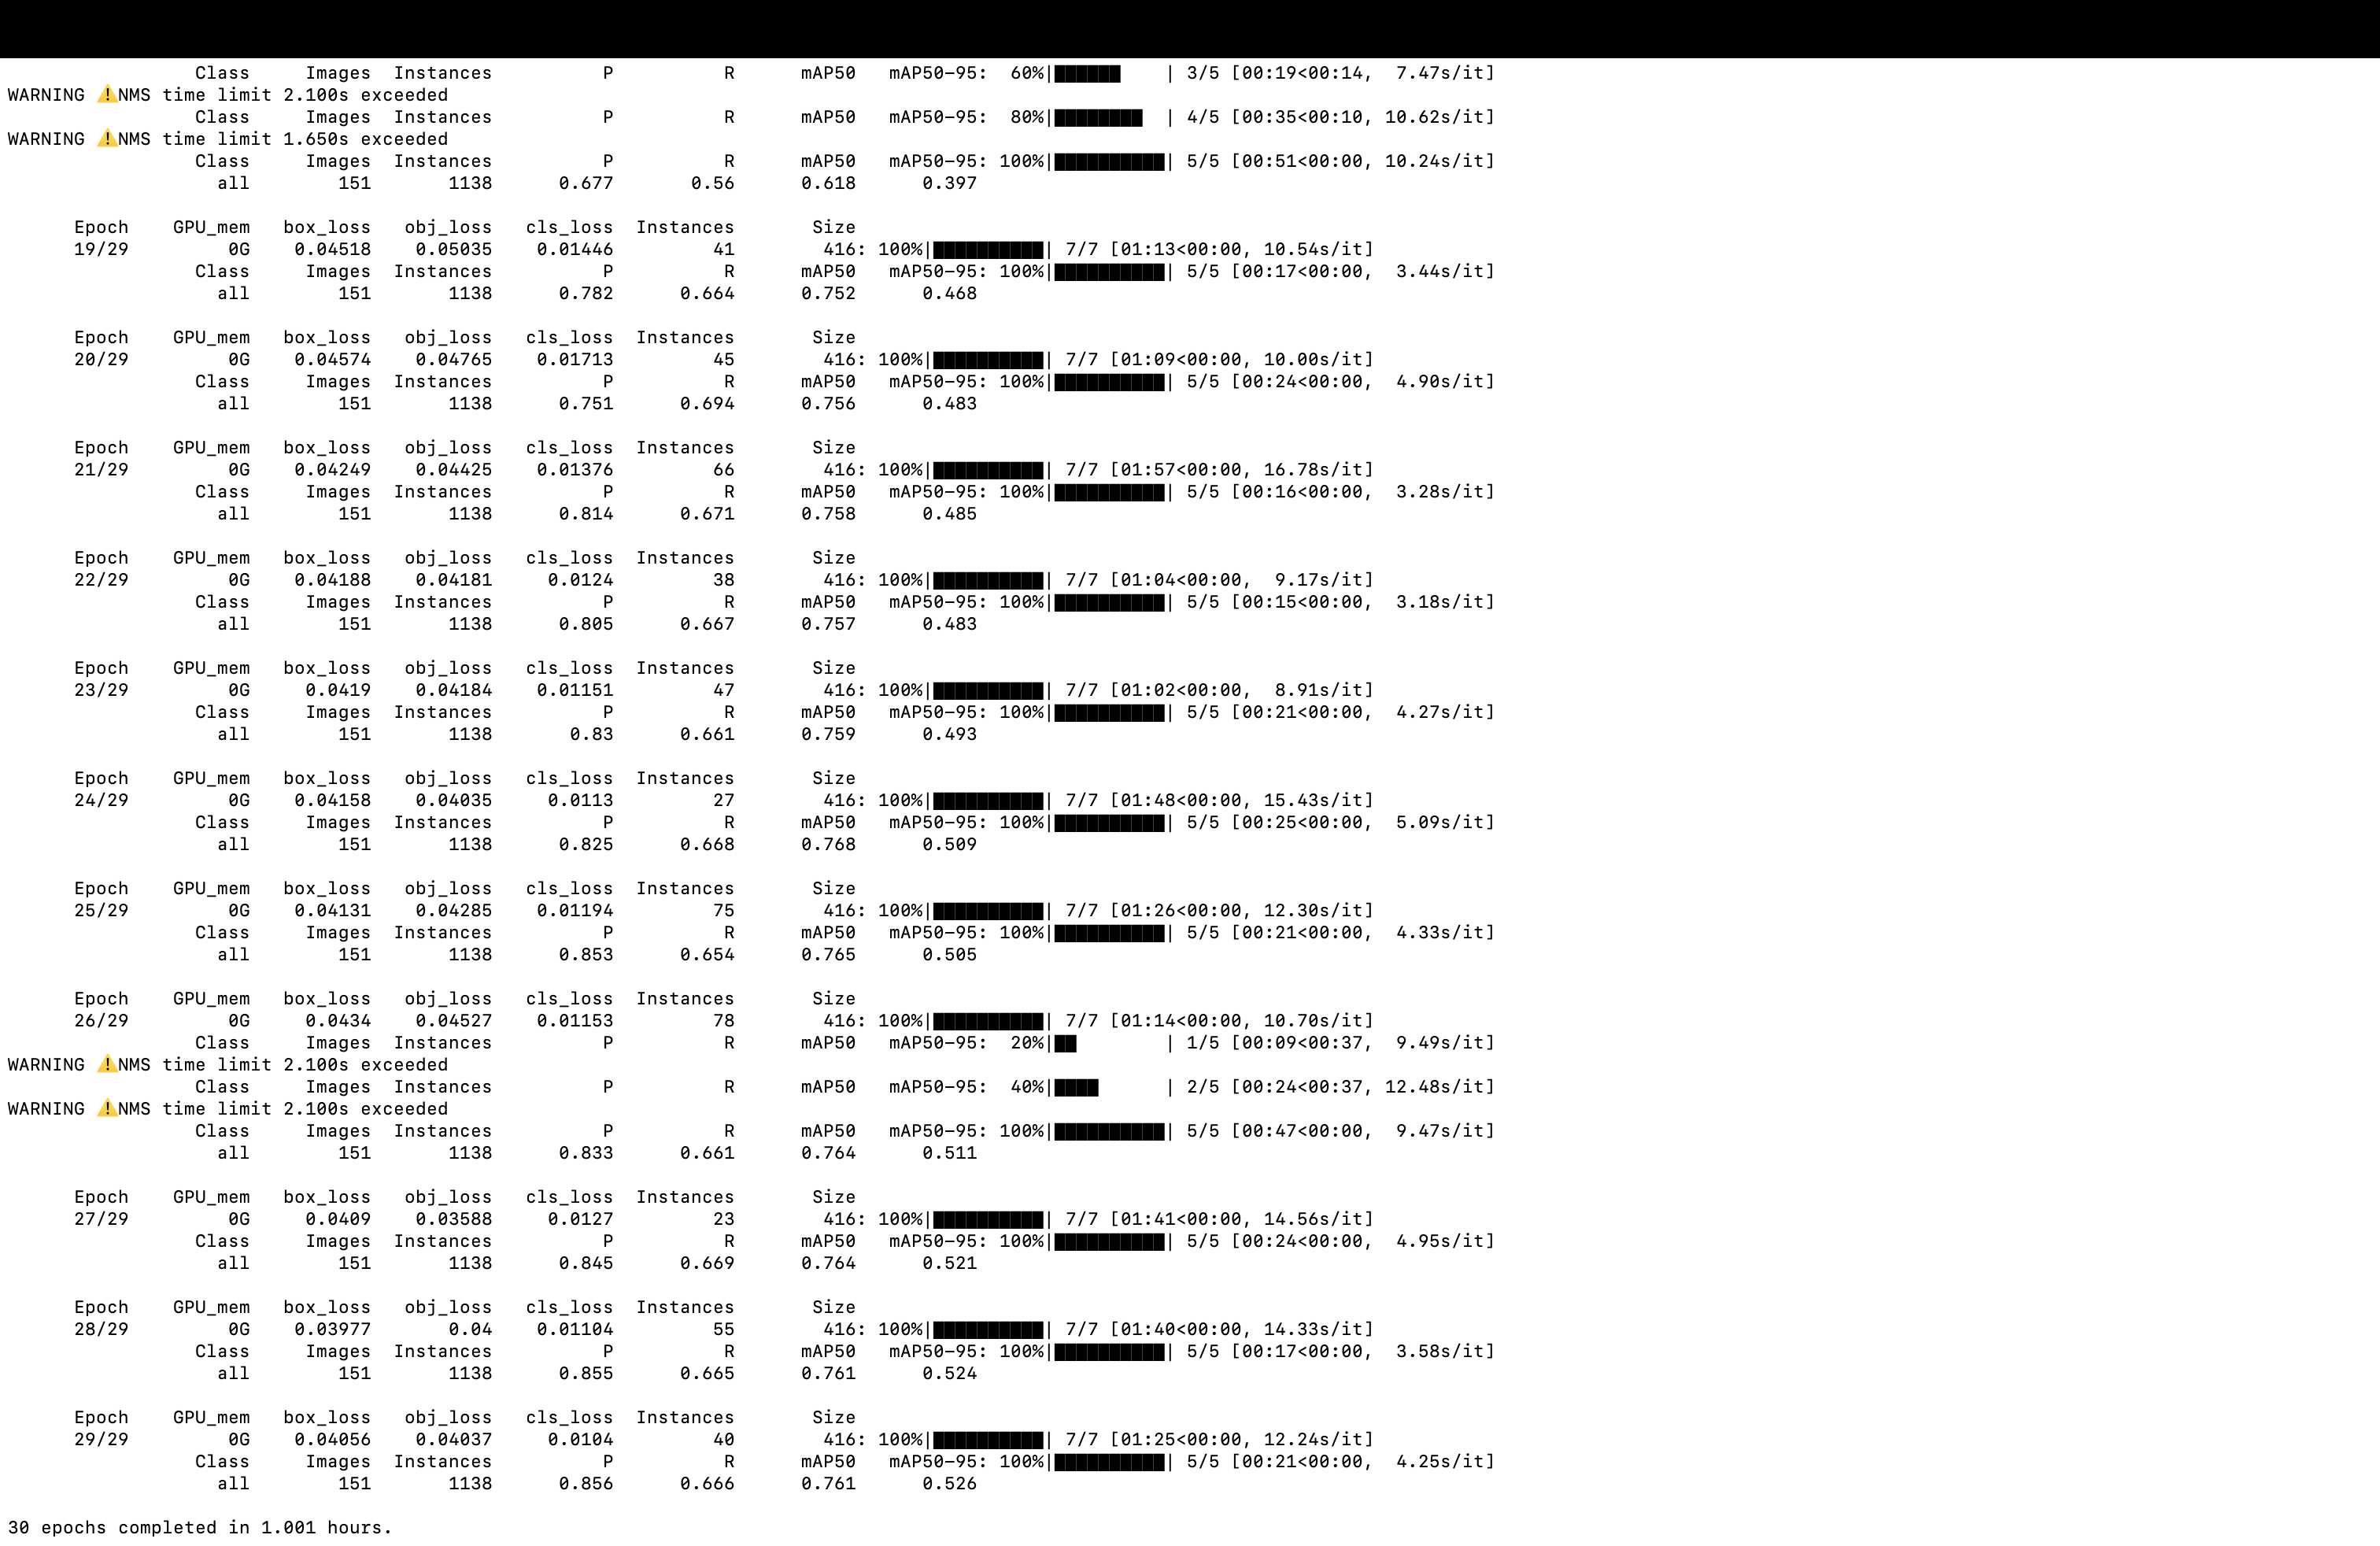 Class Images Instances P R mAP50 mAP50-95: 60%|██████ | 3/5 [00:19<00:14, 7.47s/it]
WARNING ⚠️NMS time limit 2.100s exceeded
Class Images Instances P R mAP50 mAP50-95: 80%|████████ | 4/5 [00:35<00:10, 10.62s/it]
WARNING ⚠️NMS time limit 1.650s exceeded
Class Images Instances P R mAP50 mAP50-95: 100%|██████████| 5/5 [00:51<00:00, 10.24s/it]
all 151 1138 0.677 0.56 0.618 0.397
Epoch GPU_mem box_loss obj_loss cls_loss Instances Size
19/29 0G 0.04518 0.05035 0.01446 41 416: 100%|██████████| 7/7 [01:13<00:00, 10.54s/it]
Class Images Instances P R mAP50 mAP50-95: 100%|██████████| 5/5 [00:17<00:00, 3.44s/it]
all 151 1138 0.782 0.664 0.752 0.468
Epoch GPU_mem box_loss obj_loss cls_loss Instances Size
20/29 0G 0.04574 0.04765 0.01713 45 416: 100%|██████████| 7/7 [01:09<00:00, 10.00s/it]
Class Images Instances P R mAP50 mAP50-95: 100%|██████████| 5/5 [00:24<00:00, 4.90s/it]
all 151 1138 0.751 0.694 0.756 0.483
Epoch GPU_mem box_loss obj_loss cls_loss Instances Size
21/29 0G 0.04249 0.04425 0.01376 66 416: 100%|██████████| 7/7 [01:57<00:00, 16.78s/it]
Class Images Instances P R mAP50 mAP50-95: 100%|██████████| 5/5 [00:16<00:00, 3.28s/it]
all 151 1138 0.814 0.671 0.758 0.485
Epoch GPU_mem box_loss obj_loss cls_loss Instances Size
22/29 0G 0.04188 0.04181 0.0124 38 416: 100%|██████████| 7/7 [01:04<00:00, 9.17s/it]
Class Images Instances P R mAP50 mAP50-95: 100%|██████████| 5/5 [00:15<00:00, 3.18s/it]
all 151 1138 0.805 0.667 0.757 0.483
Epoch GPU_mem box_loss obj_loss cls_loss Instances Size
23/29 0G 0.0419 0.04184 0.01151 47 416: 100%|██████████| 7/7 [01:02<00:00, 8.91s/it]
Class Images Instances P R mAP50 mAP50-95: 100%|██████████| 5/5 [00:21<00:00, 4.27s/it]
all 151 1138 0.83 0.661 0.759 0.493
Epoch GPU_mem box_loss obj_loss cls_loss Instances Size
24/29 0G 0.04158 0.04035 0.0113 27 416: 100%|██████████| 7/7 [01:48<00:00, 15.43s/it]
Class Images Instances P R mAP50 mAP50-95: 100%|██████████| 5/5 [00:25<00:00, 5.09s/it]
all 151 1138 0.825 0.668 0.768 0.509
Epoch GPU_mem box_loss obj_loss cls_loss Instances Size
25/29 0G 0.04131 0.04285 0.01194 75 416: 100%|██████████| 7/7 [01:26<00:00, 12.30s/it]
Class Images Instances P R mAP50 mAP50-95: 100%|██████████| 5/5 [00:21<00:00, 4.33s/it]
all 151 1138 0.853 0.654 0.765 0.505
Epoch GPU_mem box_loss obj_loss cls_loss Instances Size
26/29 0G 0.0434 0.04527 0.01153 78 416: 100%|██████████| 7/7 [01:14<00:00, 10.70s/it]
Class Images Instances P R mAP50 mAP50-95: 20%|██ | 1/5 [00:09<00:37, 9.49s/it]
WARNING ⚠️NMS time limit 2.100s exceeded
Class Images Instances P R mAP50 mAP50-95: 40%|████ | 2/5 [00:24<00:37, 12.48s/it]
WARNING ⚠️NMS time limit 2.100s exceeded
Class Images Instances P R mAP50 mAP50-95: 100%|██████████| 5/5 [00:47<00:00, 9.47s/it]
all 151 1138 0.833 0.661 0.764 0.511
Epoch GPU_mem box_loss obj_loss cls_loss Instances Size
27/29 0G 0.0409 0.03588 0.0127 23 416: 100%|██████████| 7/7 [01:41<00:00, 14.56s/it]
Class Images Instances P R mAP50 mAP50-95: 100%|██████████| 5/5 [00:24<00:00, 4.95s/it]
all 151 1138 0.845 0.669 0.764 0.521
Epoch GPU_mem box_loss obj_loss cls_loss Instances Size
28/29 0G 0.03977 0.04 0.01104 55 416: 100%|██████████| 7/7 [01:40<00:00, 14.33s/it]
Class Images Instances P R mAP50 mAP50-95: 100%|██████████| 5/5 [00:17<00:00, 3.58s/it]
all 151 1138 0.855 0.665 0.761 0.524
Epoch GPU_mem box_loss obj_loss cls_loss Instances Size
29/29 0G 0.04056 0.04037 0.0104 40 416: 100%|██████████| 7/7 [01:25<00:00, 12.24s/it]
Class Images Instances P R mAP50 mAP50-95: 100%|██████████| 5/5 [00:21<00:00, 4.25s/it]
all 151 1138 0.856 0.666 0.761 0.526
30 epochs completed in 1.001 hours.